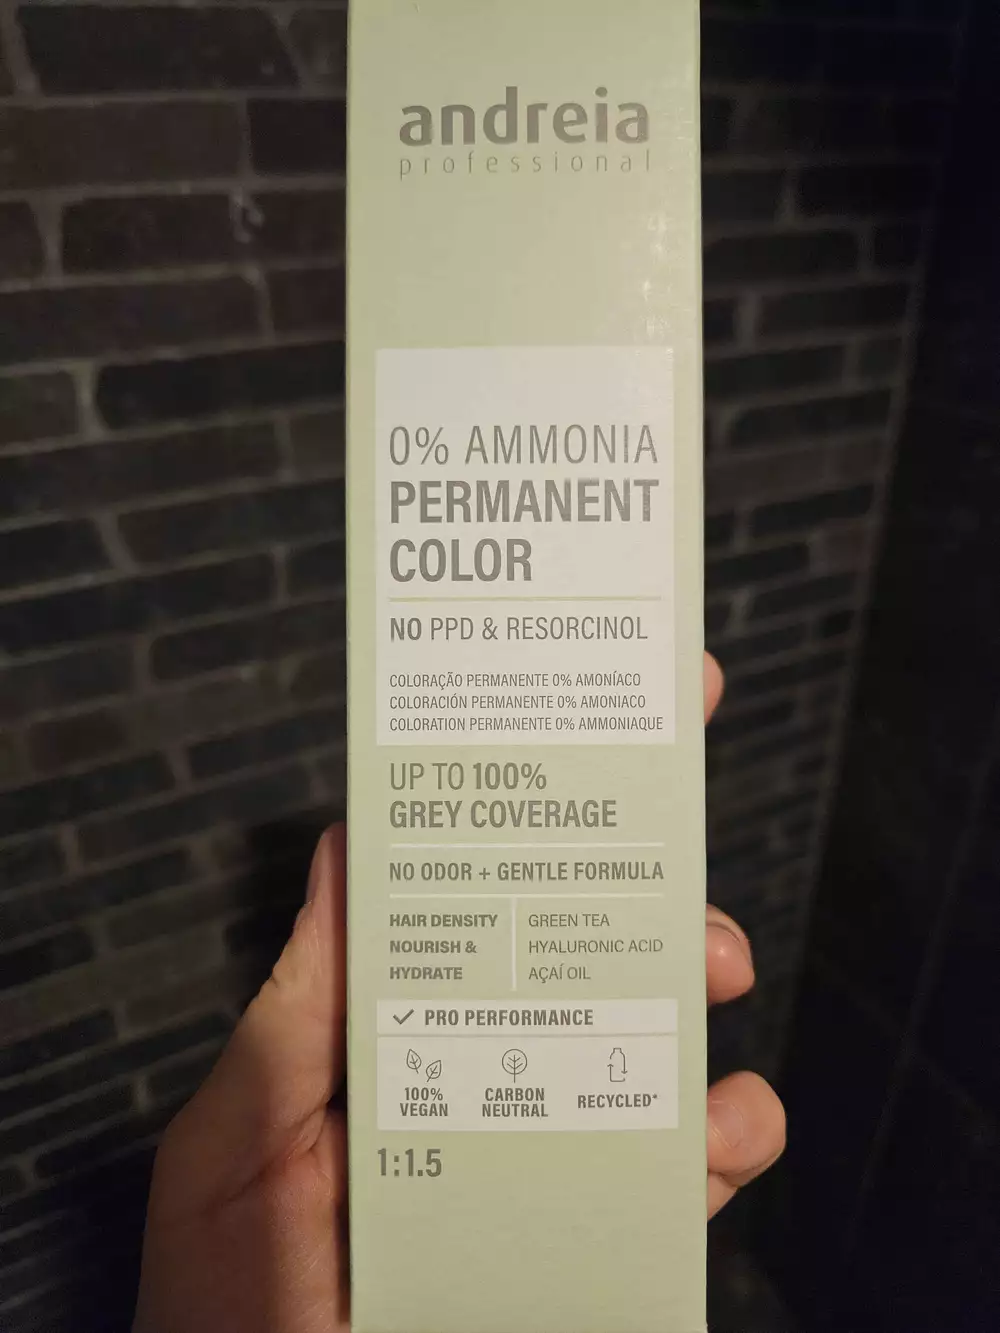 andreia
professional
0% AMMONIA
PERMANENT
COLOR
NO PPD & RESORCINOL
COLORAÇÃO PERMANENTE 0% AMONÍACO
COLORACIÓN PERMANENTE 0% AMONIACO
COLORATION PERMANENTE 0% AMMONIAQUE
UP TO 100%
GREY COVERAGE
NO ODOR + GENTLE FORMULA
HAIR DENSITY
NOURISH &
HYDRATE
GREEN TEA
HYALURONIC ACID
AÇAÍ OIL
PRO PERFORMANCE
100%
VEGAN
CARBON
NEUTRAL
RECYCLED*
1:1.5